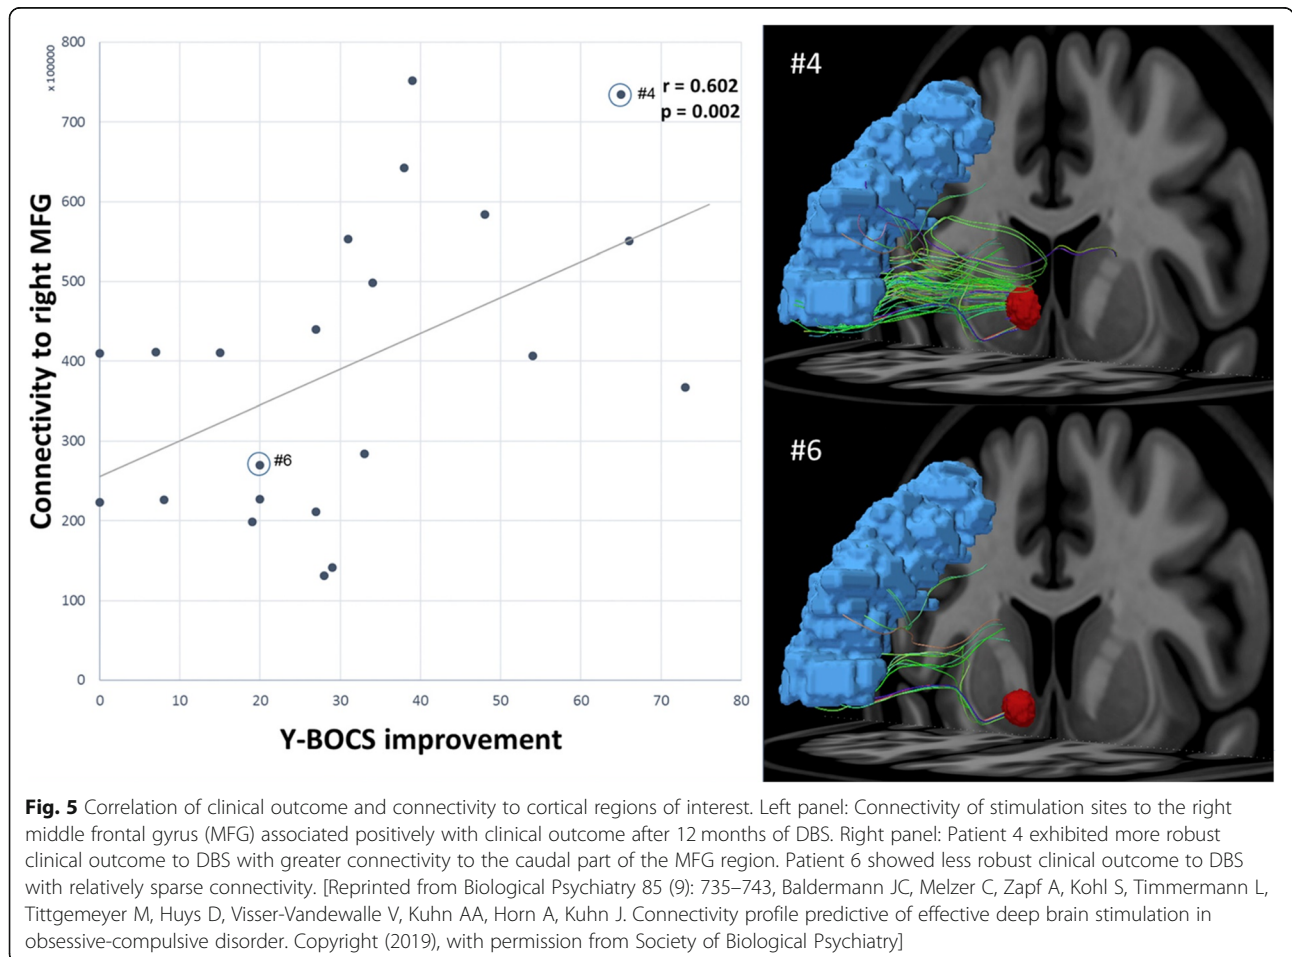 800
x 100000
700
600
500
400
300
200
100
0
Connectivity to right MFG
#4
r = 0.602
p = 0.002
#6
0 10 20 30 40 50 60 70 80
Y-BOCS improvement
#4
#6
Fig. 5 Correlation of clinical outcome and connectivity to cortical regions of interest. Left panel: Connectivity of stimulation sites to the right
middle frontal gyrus (MFG) associated positively with clinical outcome after 12 months of DBS. Right panel: Patient 4 exhibited more robust
clinical outcome to DBS with greater connectivity to the caudal part of the MFG region. Patient 6 showed less robust clinical outcome to DBS
with relatively sparse connectivity. [Reprinted from Biological Psychiatry 85 (9): 735–743, Baldermann JC, Melzer C, Zapf A, Kohl S, Timmermann L,
Tittgemeyer M, Huys D, Visser-Vandewalle V, Kuhn AA, Horn A, Kuhn J. Connectivity profile predictive of effective deep brain stimulation in
obsessive-compulsive disorder. Copyright (2019), with permission from Society of Biological Psychiatry]